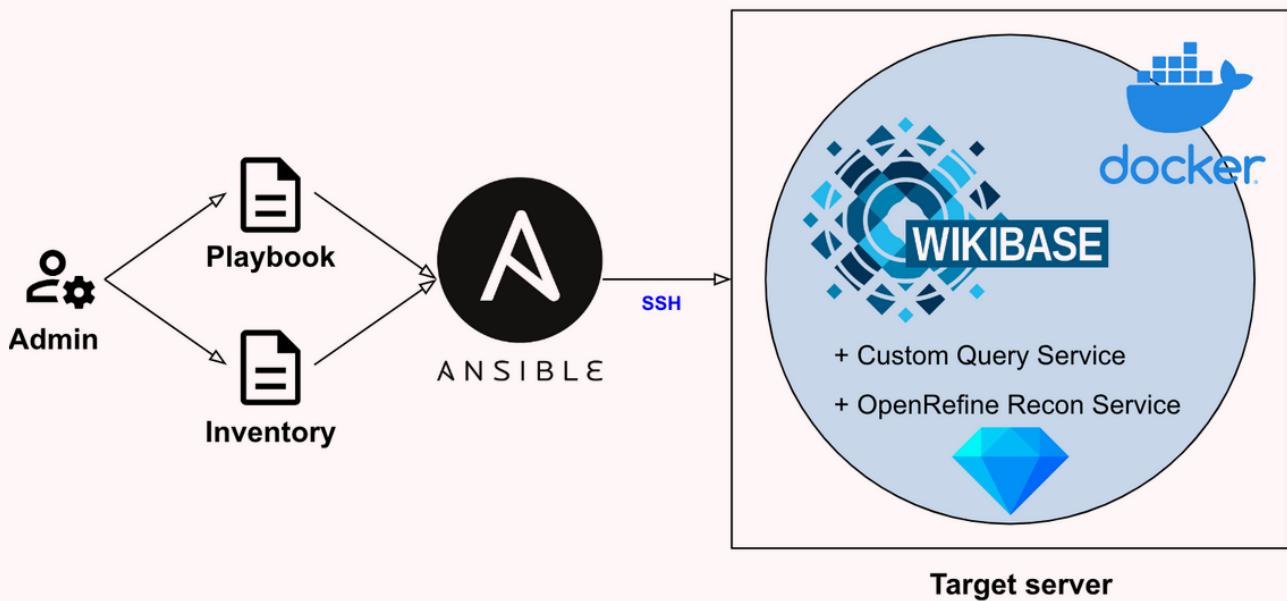 Admin
Playbook
Inventory
ANSIBLE
SSH
docker
WIKIBASE
+ Custom Query Service
+ OpenRefine Recon Service
Target server